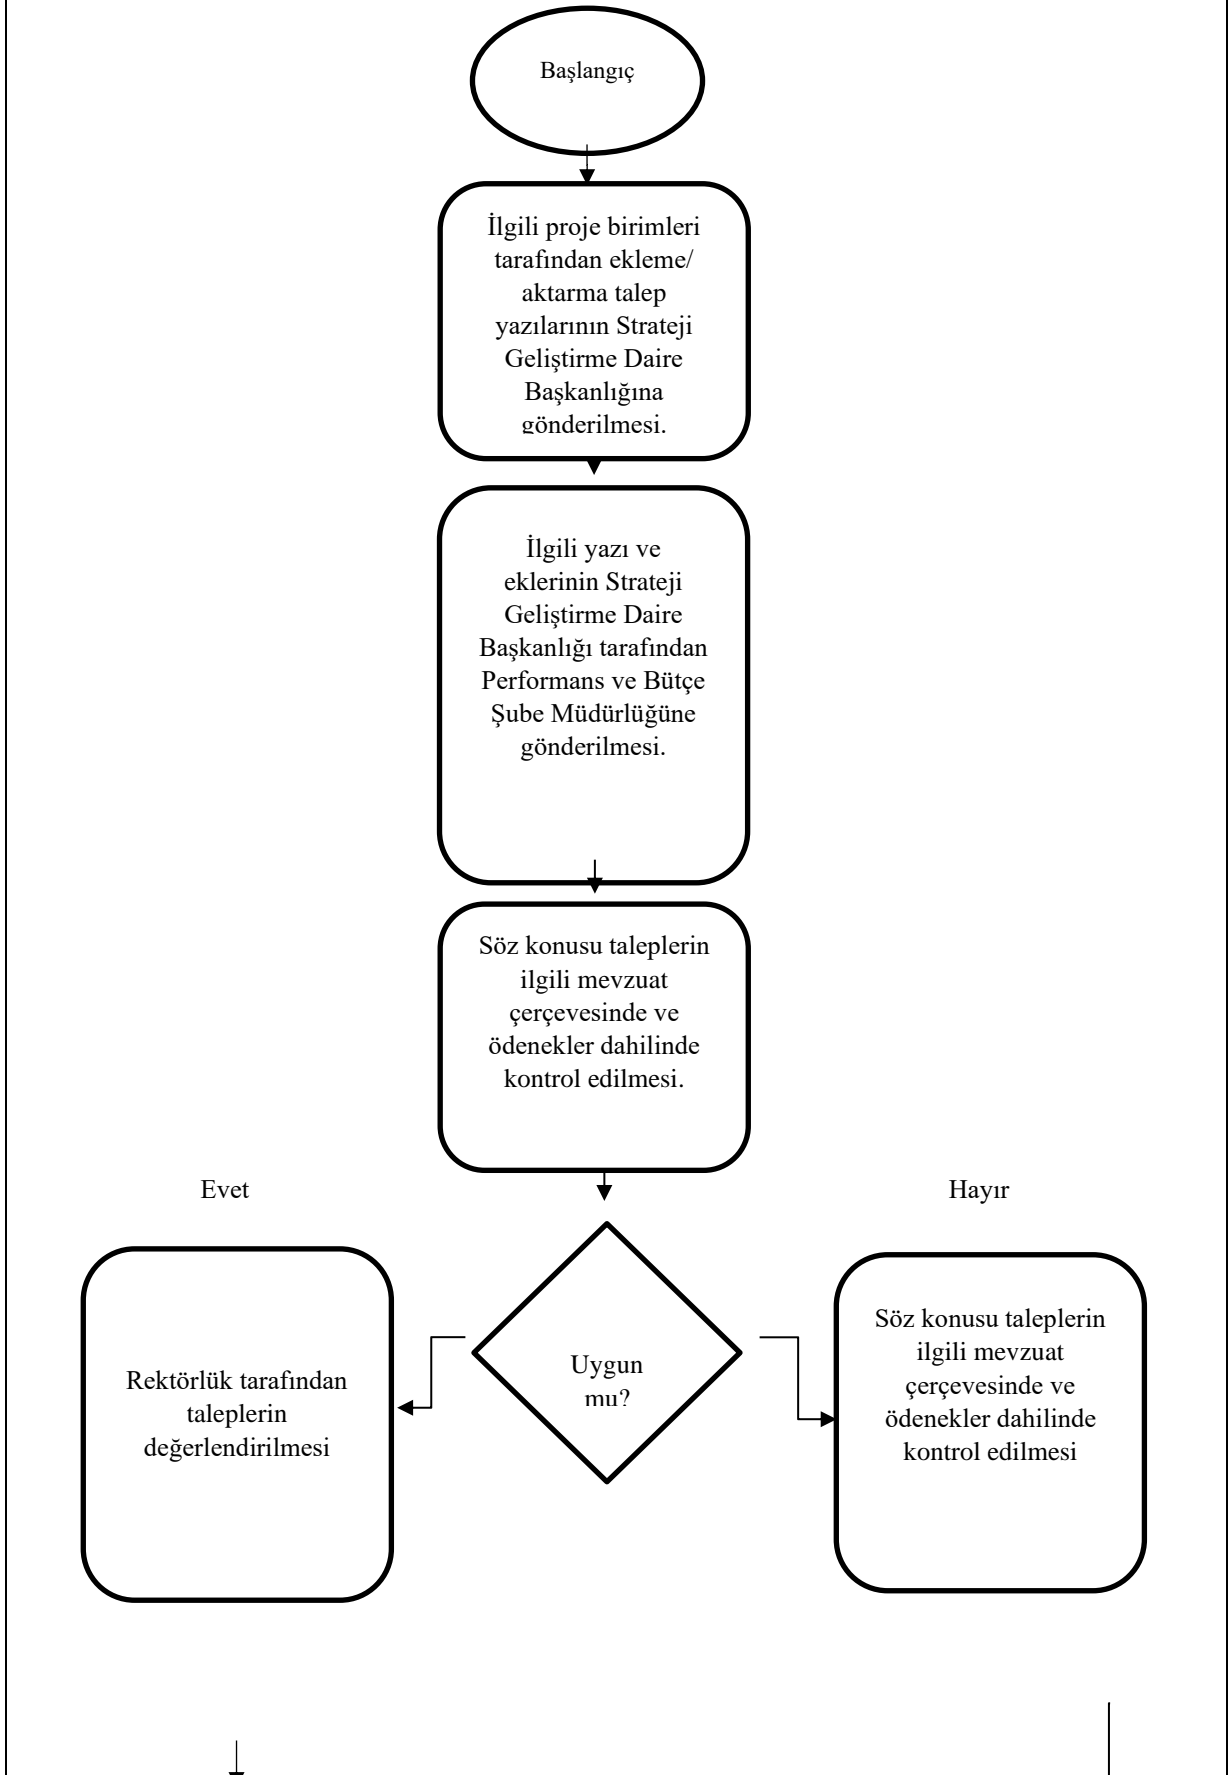 Başlangıç
İlgili proje birimleri
tarafından ekleme/
aktarma talep
yazılarının Strateji
Geliştirme Daire
Başkanlığına
gönderilmesi.
İlgili yazı ve
eklerinin Strateji
Geliştirme Daire
Başkanlığı tarafından
Performans ve Bütçe
Şube Müdürlüğüne
gönderilmesi.
Söz konusu taleplerin
ilgili mevzuat
çerçevesinde ve
ödenekler dahilinde
kontrol edilmesi.
Evet
Hayır
Rektörlük tarafından
taleplerin
değerlendirilmesi
Uygun
mu?
Söz konusu taleplerin
ilgili mevzuat
çerçevesinde ve
ödenekler dahilinde
kontrol edilmesi